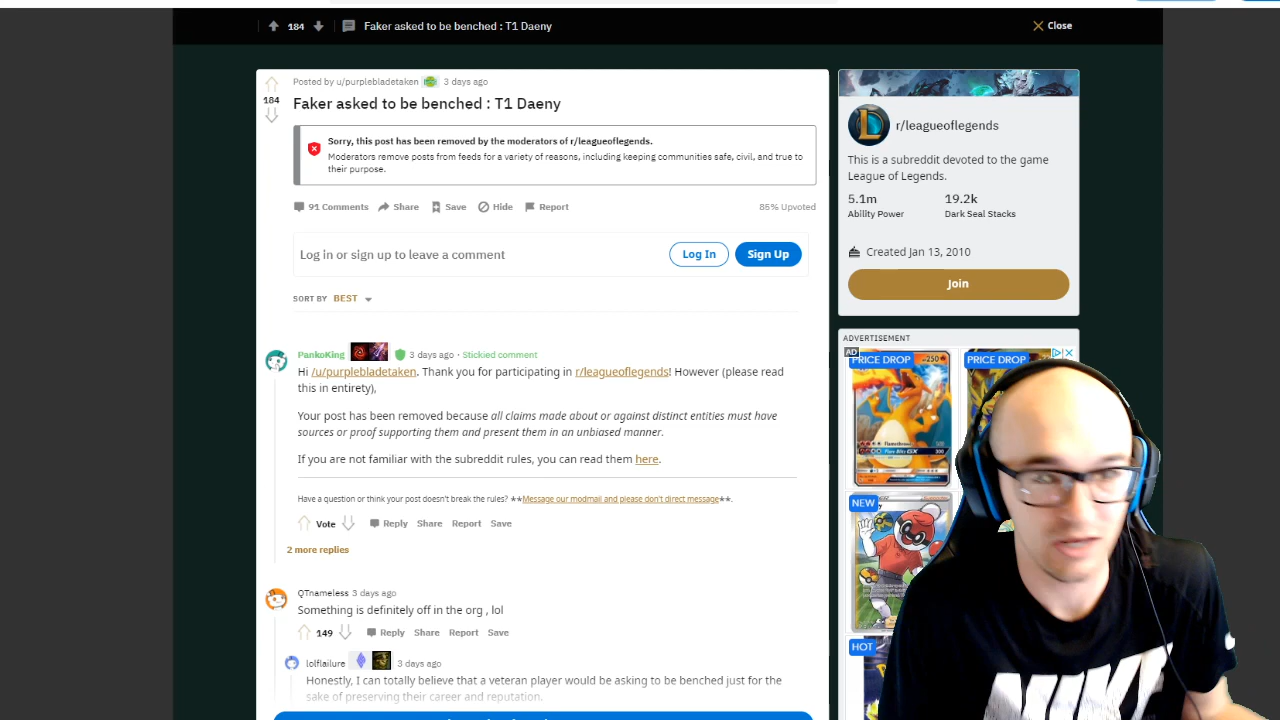 184
Faker asked to be benched : T1 Daeny
Close
Posted by u/purplebladetaken 3 days ago
184
Faker asked to be benched : T1 Daeny
Sorry, this post has been removed by the moderators of r/leagueoflegends.
Moderators remove posts from feeds for a variety of reasons, including keeping communities safe, civil, and true to
their purpose.
91 Comments Share Save Hide Report 86% Upvoted
Log in or sign up to leave a comment
Log In
Sign Up
SORT BY BEST
PankoKing 3 days ago · Stickied comment
Hi /u/purplebladetaken. Thank you for participating in r/leagueoflegends! However (please read
this in entirety),
Your post has been removed because all claims made about or against distinct entities must have
sources or proof supporting them and present them in an unbiased manner.
If you are not familiar with the subreddit rules, you can read them here.
Have a question or think your post doesn't break the rules? **Message our modmail and please don't direct message**.
Vote Reply Share Report Save
2 more replies
QTnameless 3 days ago
Something is definitely off in the org , lol
149 Reply Share Report Save
lolflailure 3 days ago
Honestly, I can totally believe that a veteran player would be asking to be benched just for the
sake of preserving their career and reputation.
r/leagueoflegends
This is a subreddit devoted to the game
League of Legends.
5.1m 19.2k
Ability Power Dark Seal Stacks
Created Jan 13, 2010
Join
ADVERTISEMENT
AD
PRICE DROP
PRICE DROP
NEW
HOT